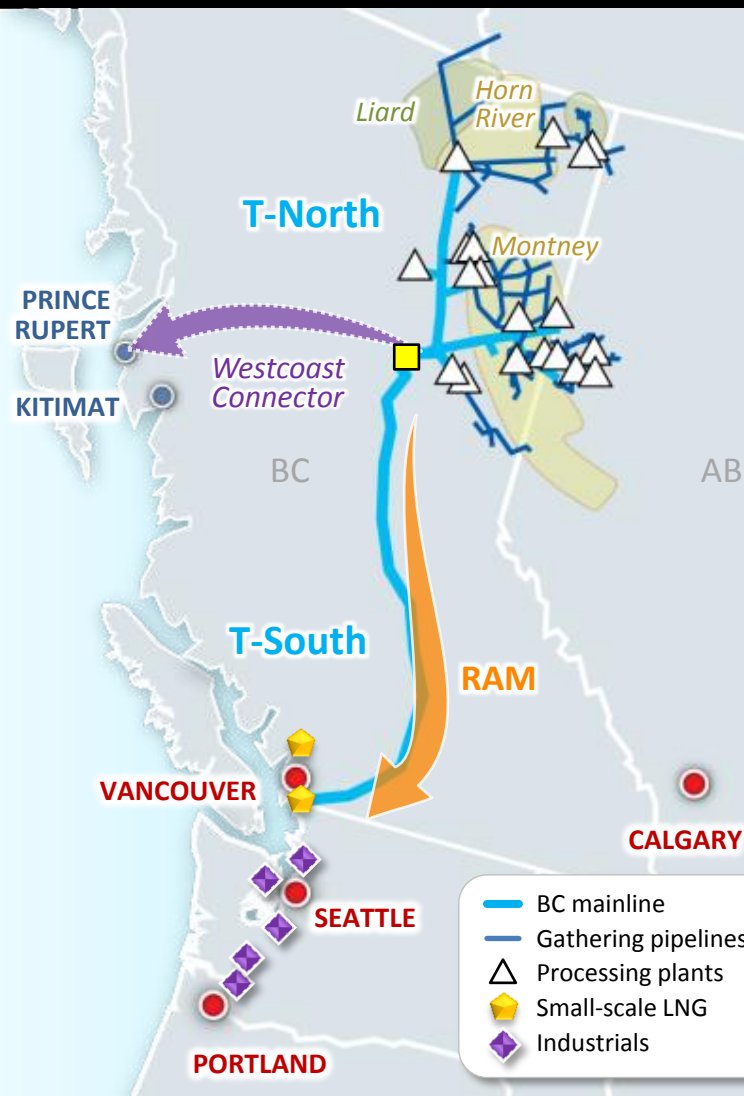 Liard
Horn
River
T-North
Montney
PRINCE
RUPERT
Westcoast
Connector
KITIMAT
BC
AB
T-South
RAM
VANCOUVER
CALGARY
SEATTLE
PORTLAND
BC mainline
Gathering pipelines
Processing plants
Small-scale LNG
Industrials